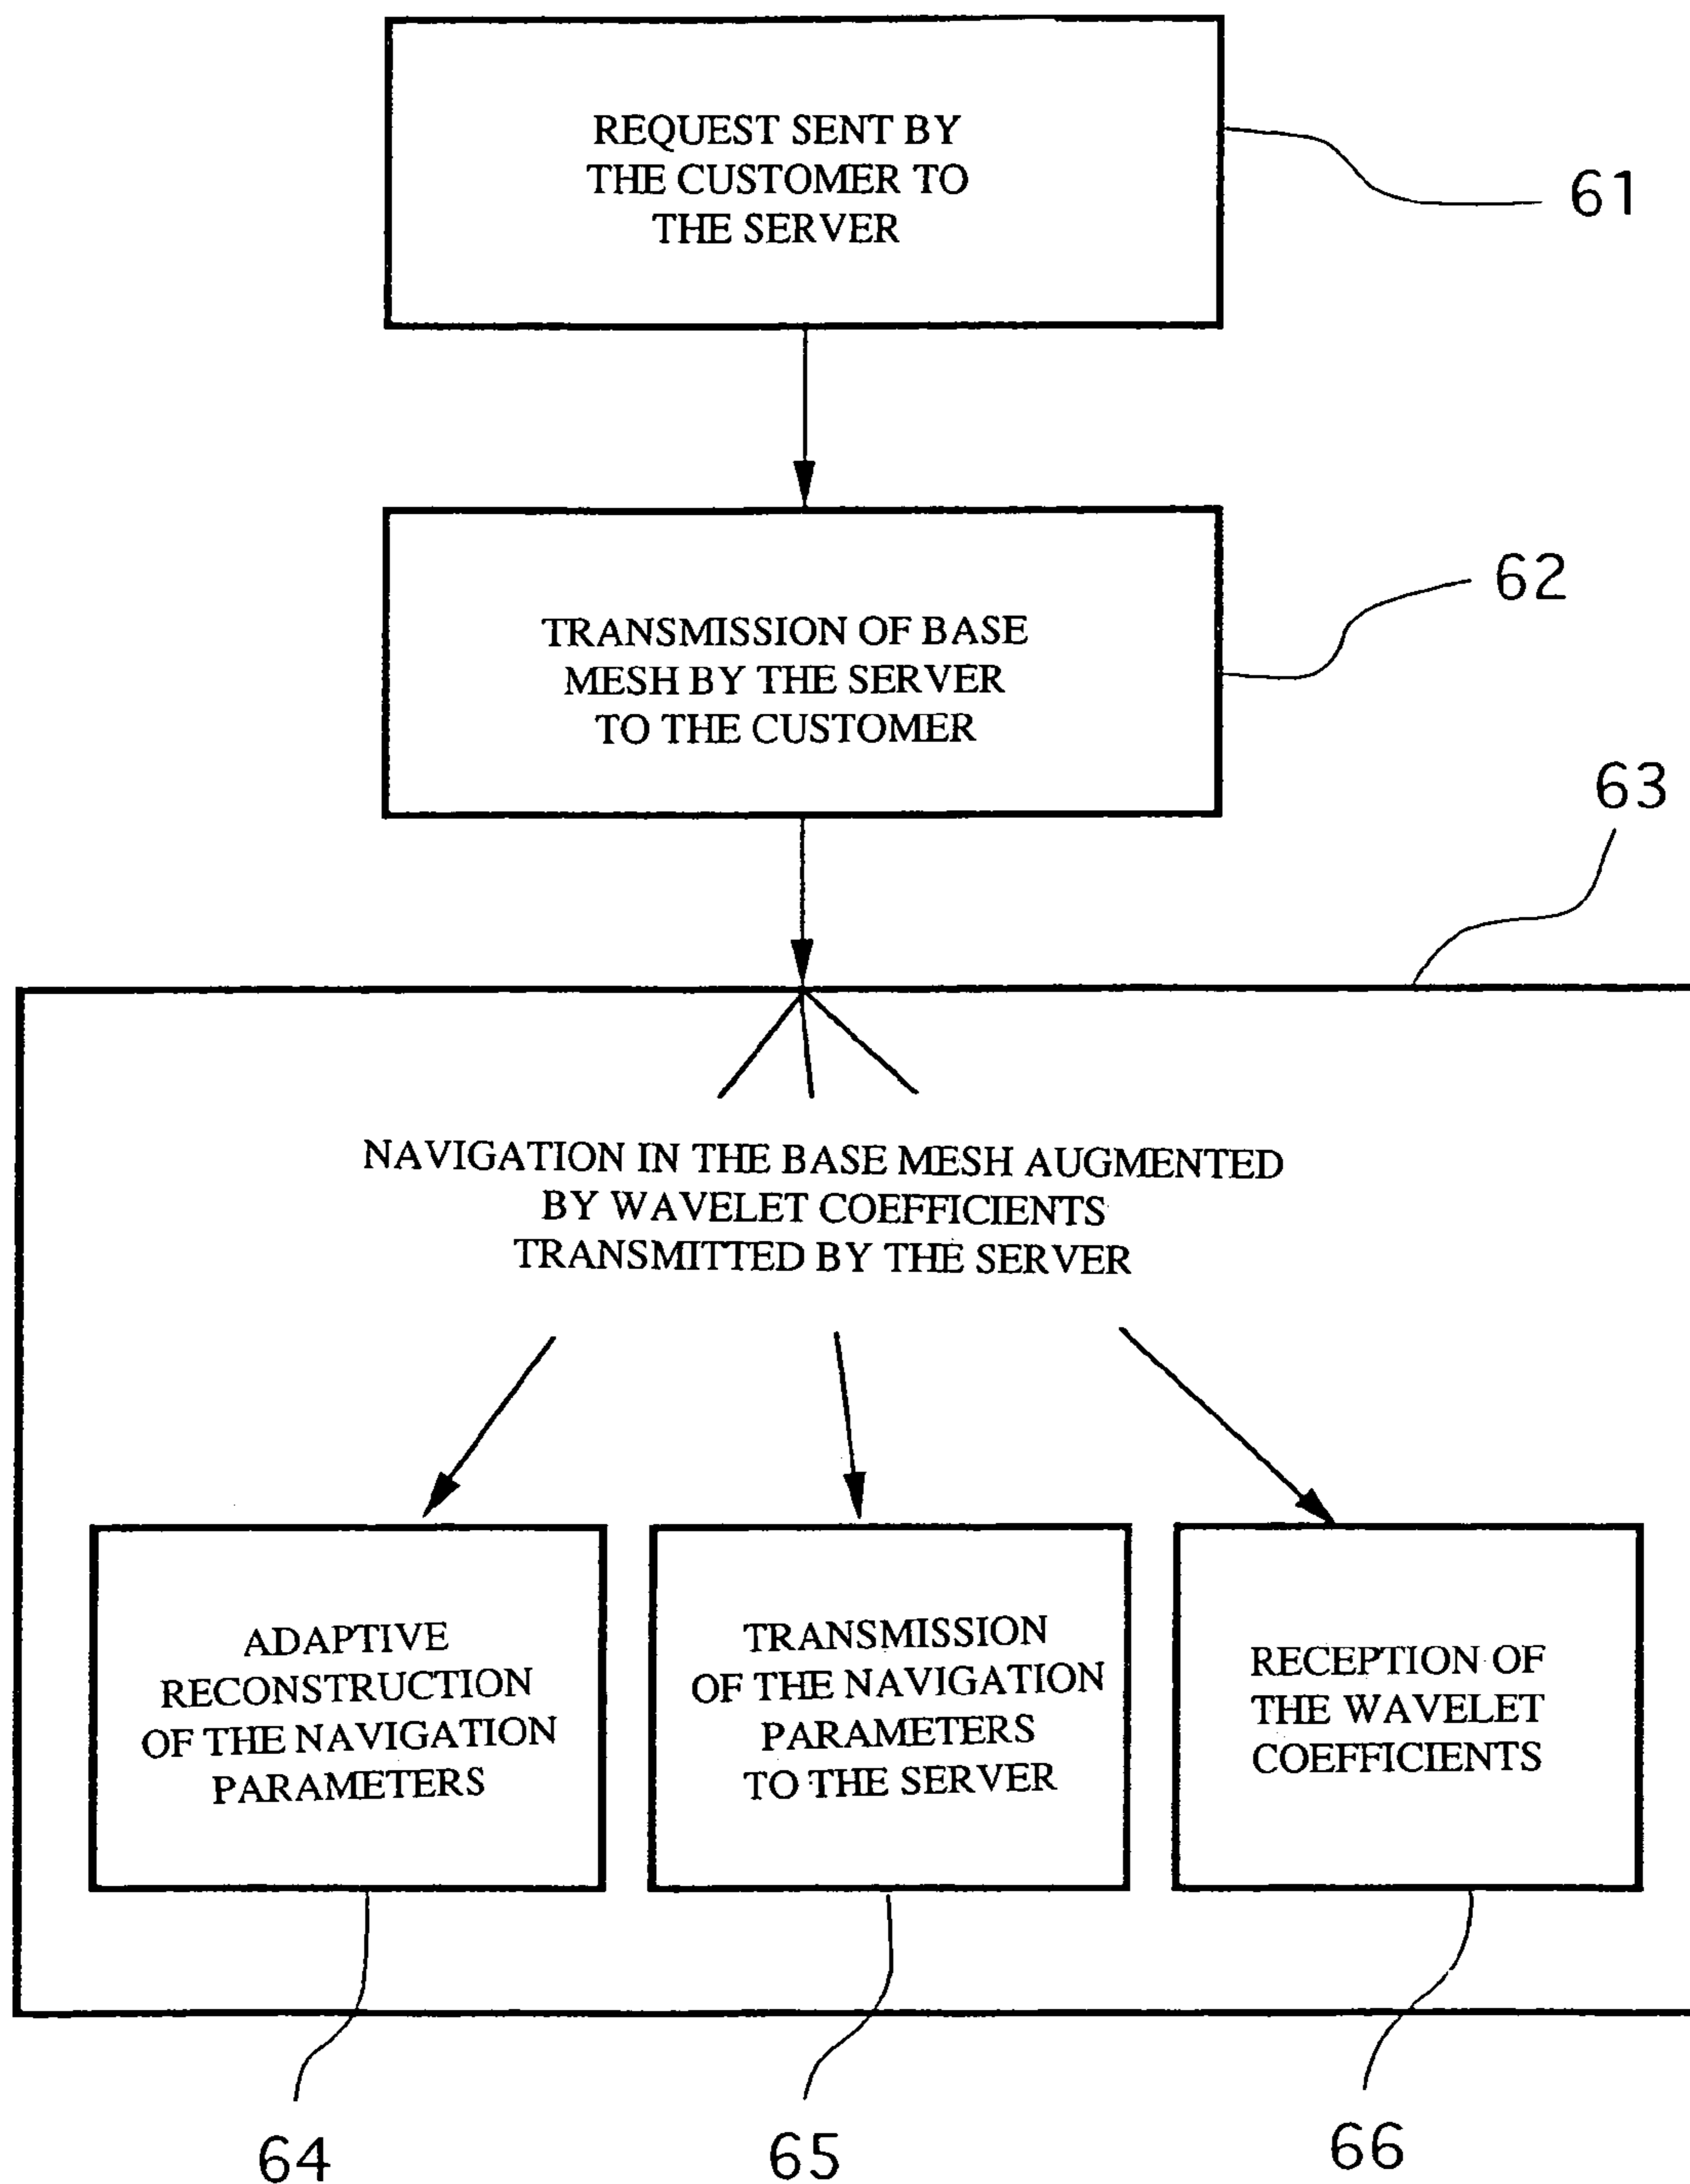 REQUEST SENT BY
THE CUSTOMER TO
THE SERVER
61
TRANSMISSION OF BASE
MESH BY THE SERVER
TO THE CUSTOMER
62
63
NAVIGATION IN THE BASE MESH AUGMENTED
BY WAVELET COEFFICIENTS
TRANSMITTED BY THE SERVER
ADAPTIVE
RECONSTRUCTION
OF THE NAVIGATION
PARAMETERS
TRANSMISSION
OF THE NAVIGATION
PARAMETERS
TO THE SERVER
RECEPTION OF
THE WAVELET
COEFFICIENTS
64
65
66